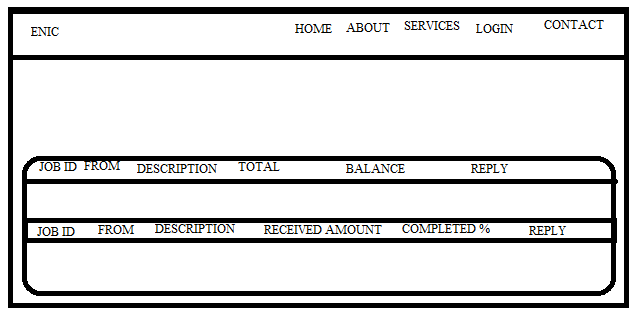 ENIC HOME ABOUT SERVICES LOGIN CONTACT
JOB ID FROM DESCRIPTION TOTAL BALANCE REPLY
JOB ID FROM DESCRIPTION RECEIVED AMOUNT COMPLETED % REPLY